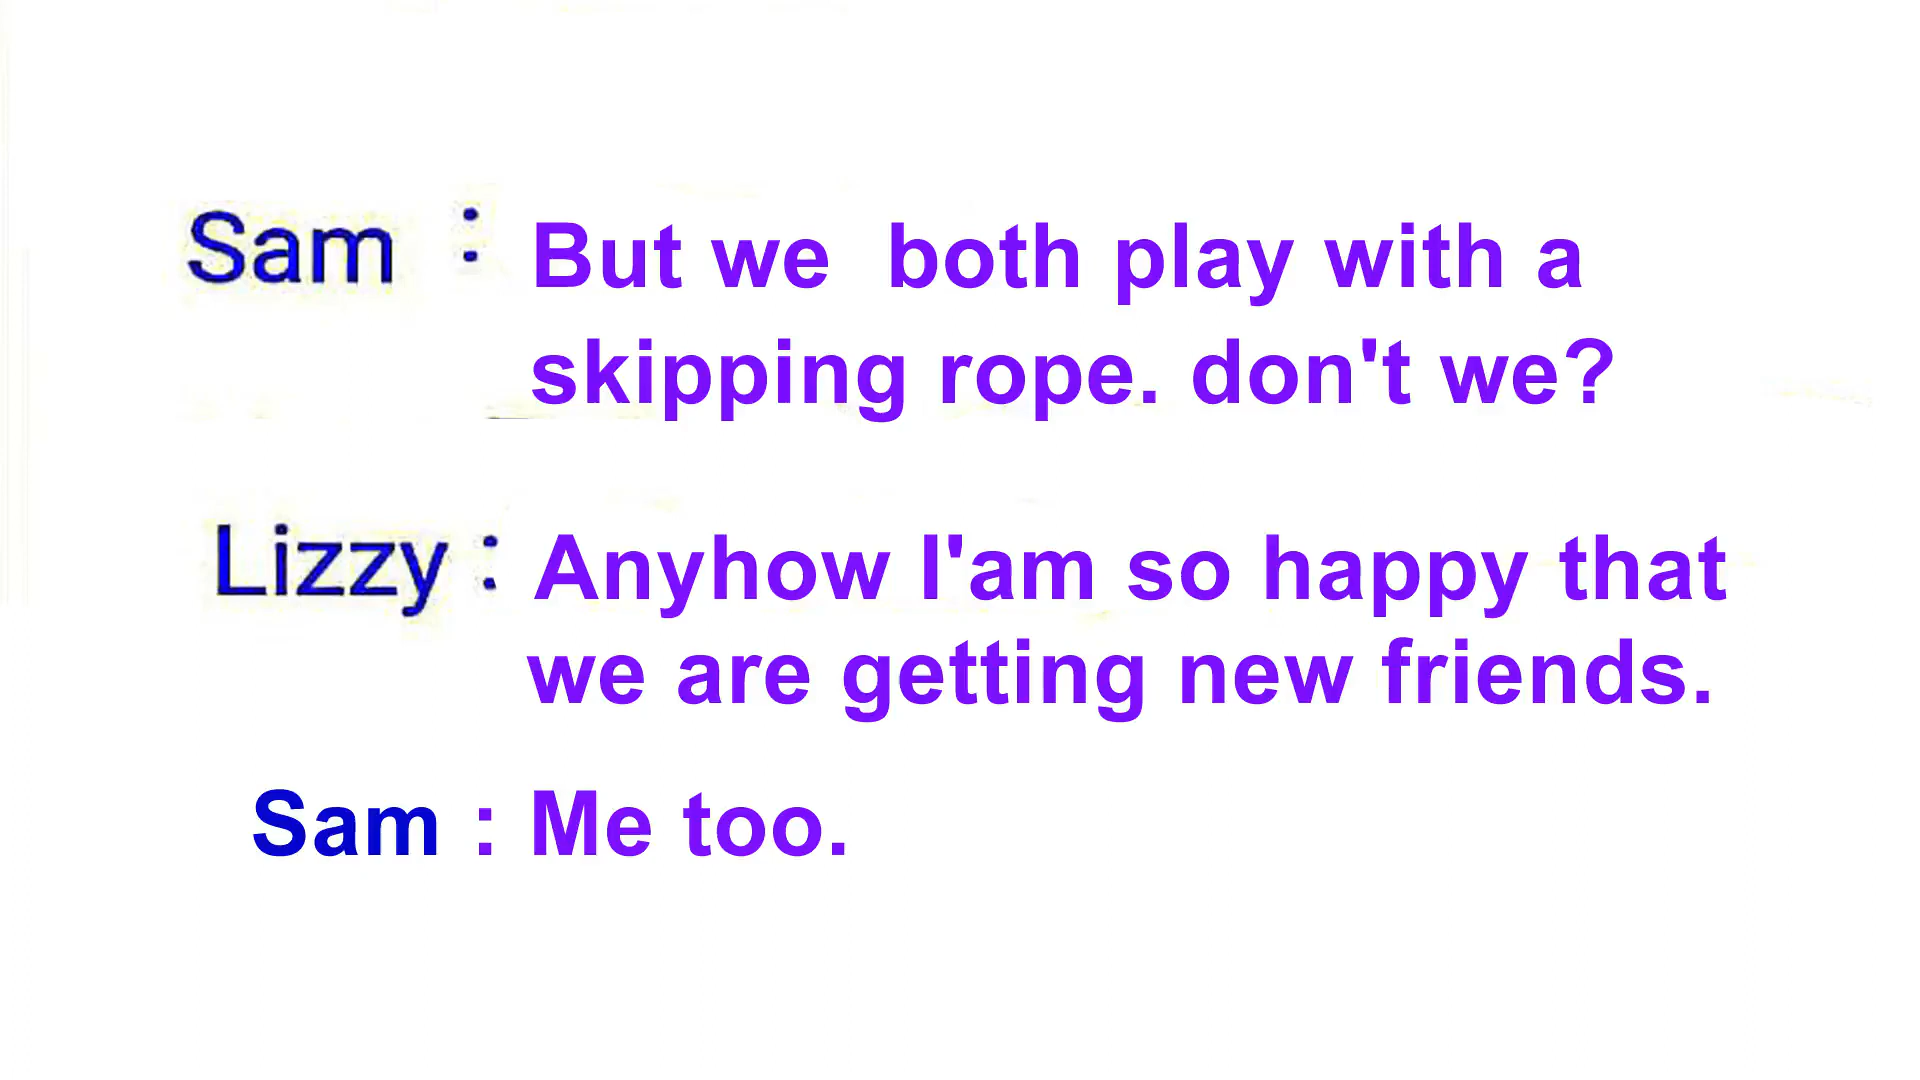 Sam : But we both play with a
skipping rope. don't we?
Lizzy : Anyhow I'am so happy that
we are getting new friends.
Sam : Me too.